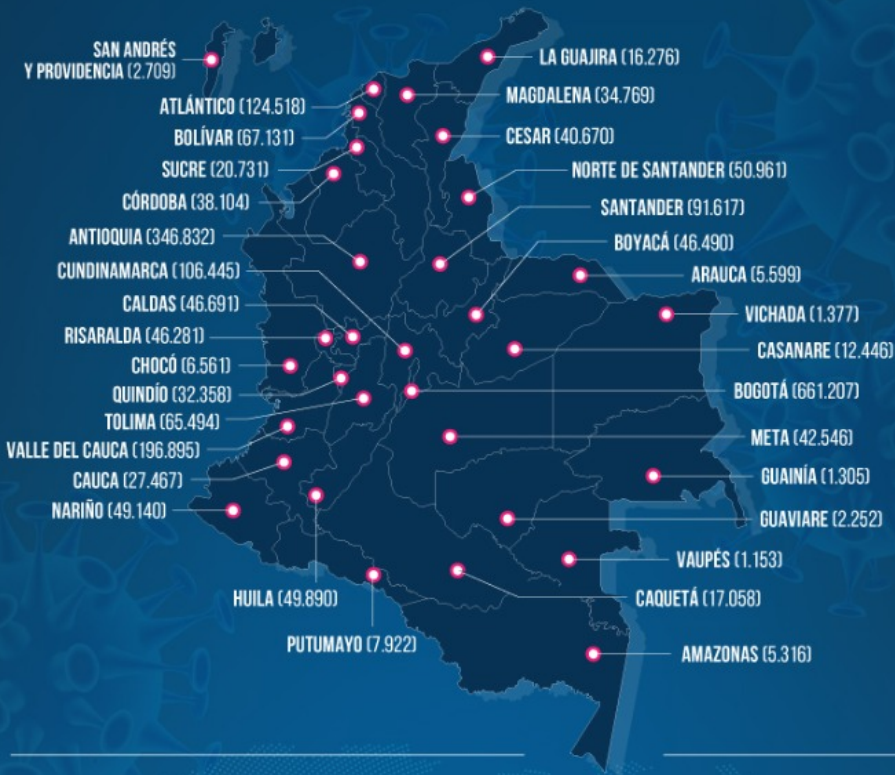 SAN ANDRÉS
Y PROVIDENCIA (2.709)
ATLÁNTICO (124.518)
BOLÍVAR (67.131)
SUCRE (20.731)
CÓRDOBA (38.104)
ANTIOQUIA (346.832)
CUNDINAMARCA (106.445)
CALDAS (46.691)
RISARALDA (46.281)
CHOCÓ (6.561)
QUINDÍO (32.358)
TOLIMA (65.494)
VALLE DEL CAUCA (196.895)
CAUCA (27.467)
NARIÑO (49.140)
HUILA (49.890)
PUTUMAYO (7.922)
LA GUAJIRA (16.276)
MAGDALENA (34.769)
CESAR (40.670)
NORTE DE SANTANDER (50.961)
SANTANDER (91.617)
BOYACÁ (46.490)
ARAUCA (5.599)
VICHADA (1.377)
CASANARE (12.446)
BOGOTÁ (661.207)
META (42.546)
GUAINÍA (1.305)
GUAVIARE (2.252)
VAUPÉS (1.153)
CAQUETÁ (17.058)
AMAZONAS (5.316)